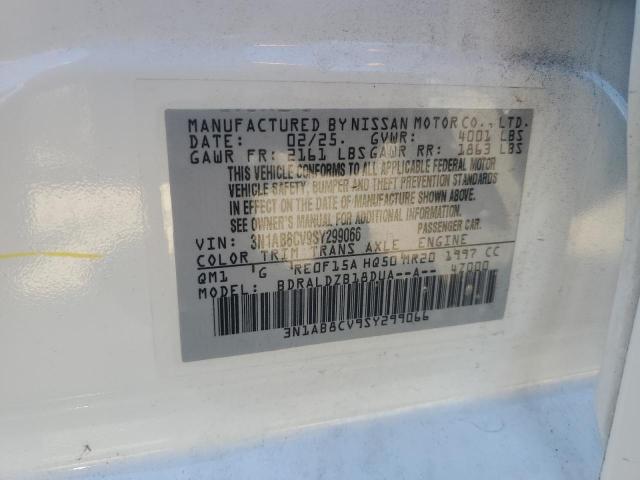 MANUFACTURED BY NISSAN MOTOR CO., LTD.
DATE: 02/25. GVWR: 4001 LBS
GAWR FR: 2161 LBS GAWR RR: 1863 LBS
THIS VEHICLE CONFORMS TO ALL APPLICABLE FEDERAL MOTOR
VEHICLE SAFETY, BUMPER AND THEFT PREVENTION STANDARDS
IN EFFECT ON THE DATE OF MANUFACTURE SHOWN ABOVE.
SEE OWNER'S MANUAL FOR ADDITIONAL INFORMATION.
VIN: 3N1AB8CV9SY299066 PASSENGER CAR.
COLOR TRIM TRANS AXLE ENGINE
QM1 G RE0F15A HQ50 MR20 1997 CC
MODEL: BDRALDZB18DUA--A-- 47000
3N1AB8CV9SY299066